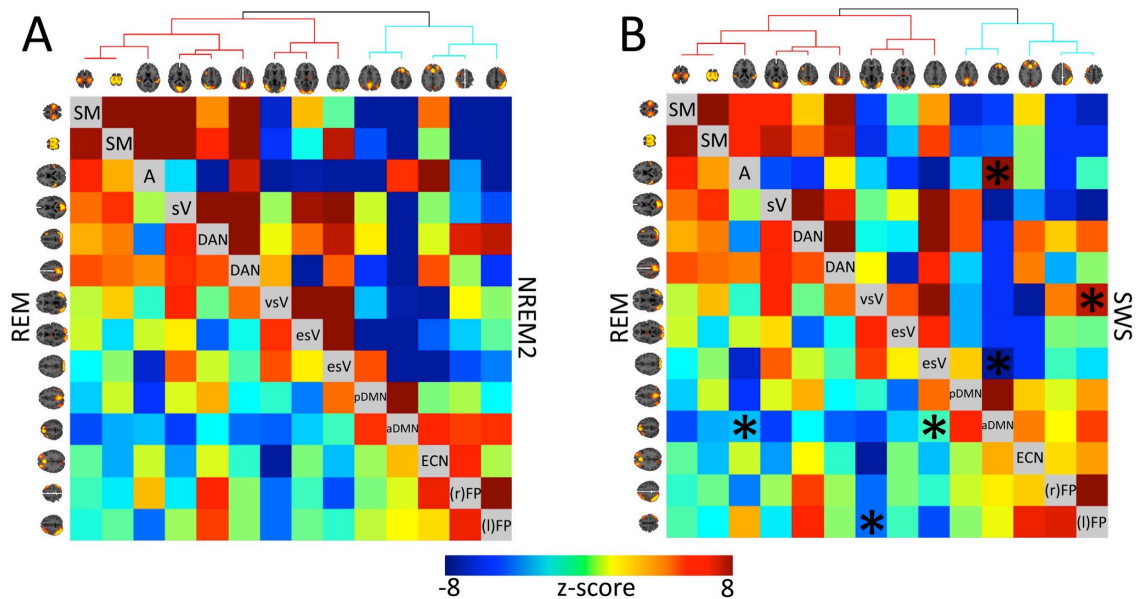 A
B
SM
SM
A
sV
DAN
DAN
vsV
esV
esV
pDMN
aDMN
ECN
(r)FP
(l)FP
REM
NREM2
SM
SM
A
*
sV
DAN
DAN
vsV
*
esV
esV
*
pDMN
*
*
aDMN
ECN
(r)FP
*
(l)FP
REM
SWS
-8
z-score
8